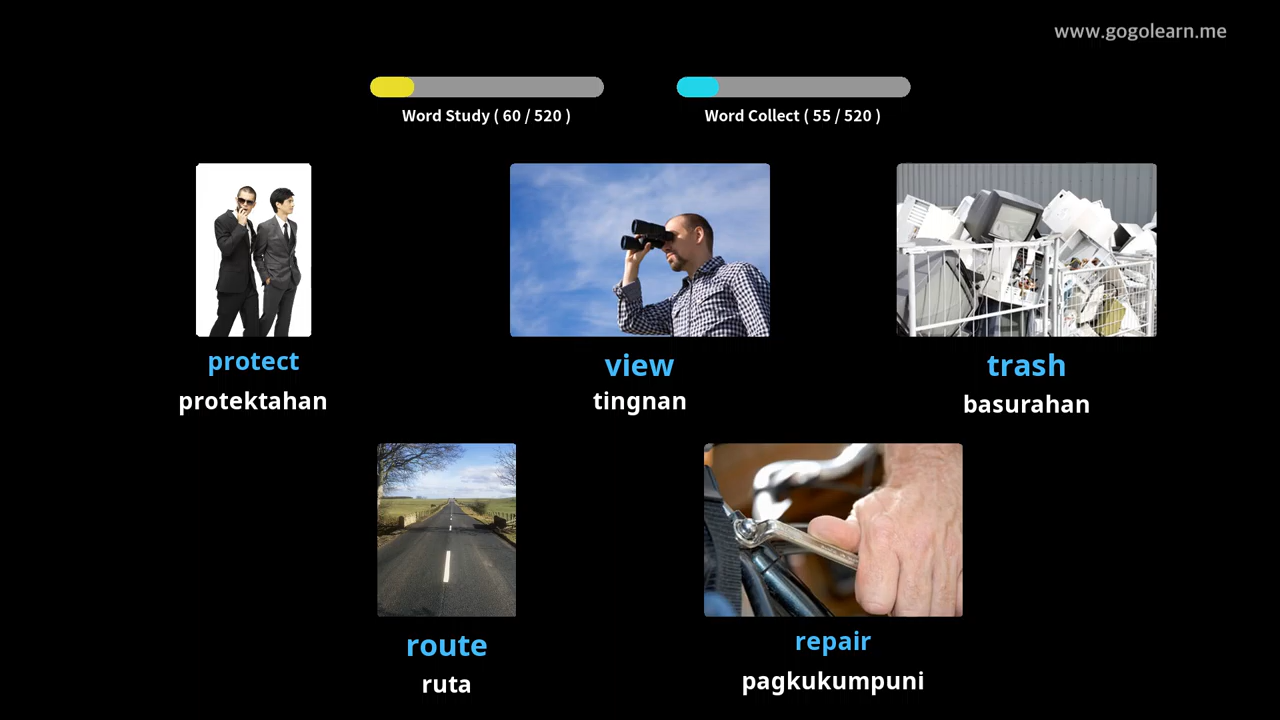 www.gogolearn.me
Word Study ( 60 / 520 )
Word Collect ( 55 / 520 )
protect
protektahan
view
tingnan
trash
basurahan
route
ruta
repair
pagkukumpuni